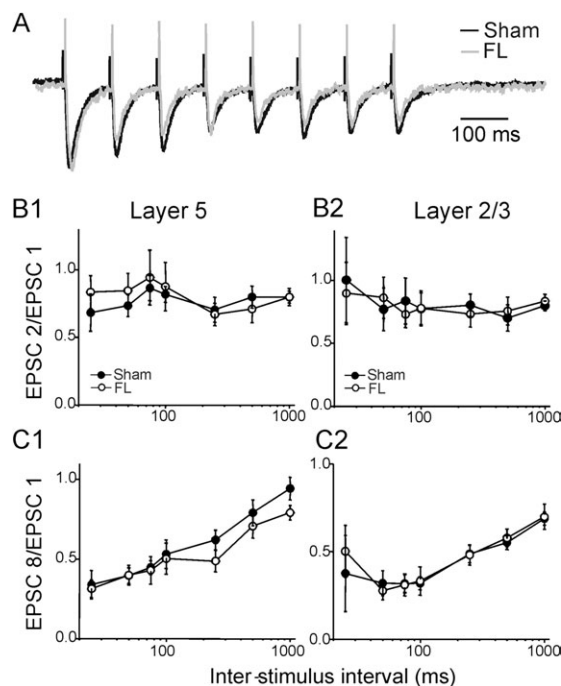 A
Sham
FL
100 ms
B1
Layer 5
B2
Layer 2/3
EPSC 2/EPSC 1
1.0
0.5
0.0
Sham
FL
100
1000
1.0
0.5
0.0
Sham
FL
100
1000
C1
C2
EPSC 8/EPSC 1
1.0
0.5
1.0
100
1000
1.0
0.5
0.0
100
1000
Inter-stimulus interval (ms)